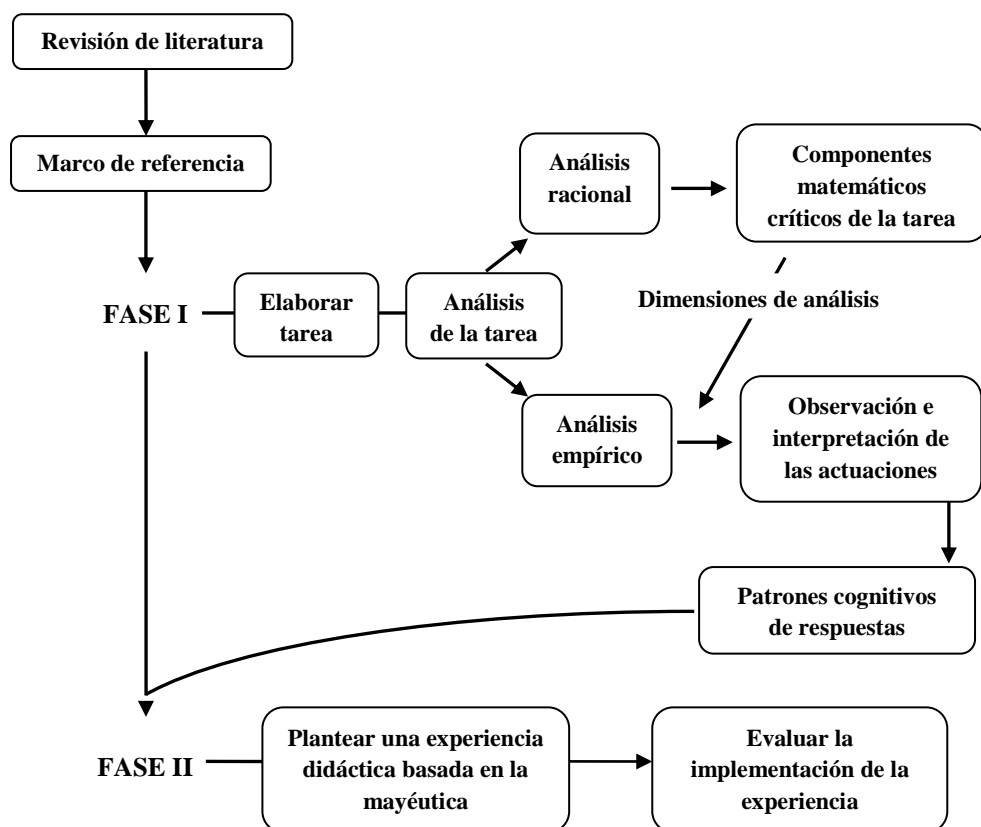 Revisión de literatura
Marco de referencia
FASE I
Elaborar
tarea
Análisis
de la tarea
Análisis
racional
Componentes
matemáticos
críticos de la tarea
Dimensiones de análisis
Análisis
empírico
Observación e
interpretación de
las actuaciones
Patrones cognitivos
de respuestas
FASE II
Plantear una experiencia
didáctica basada en la
mayéutica
Evaluar la
implementación de la
experiencia